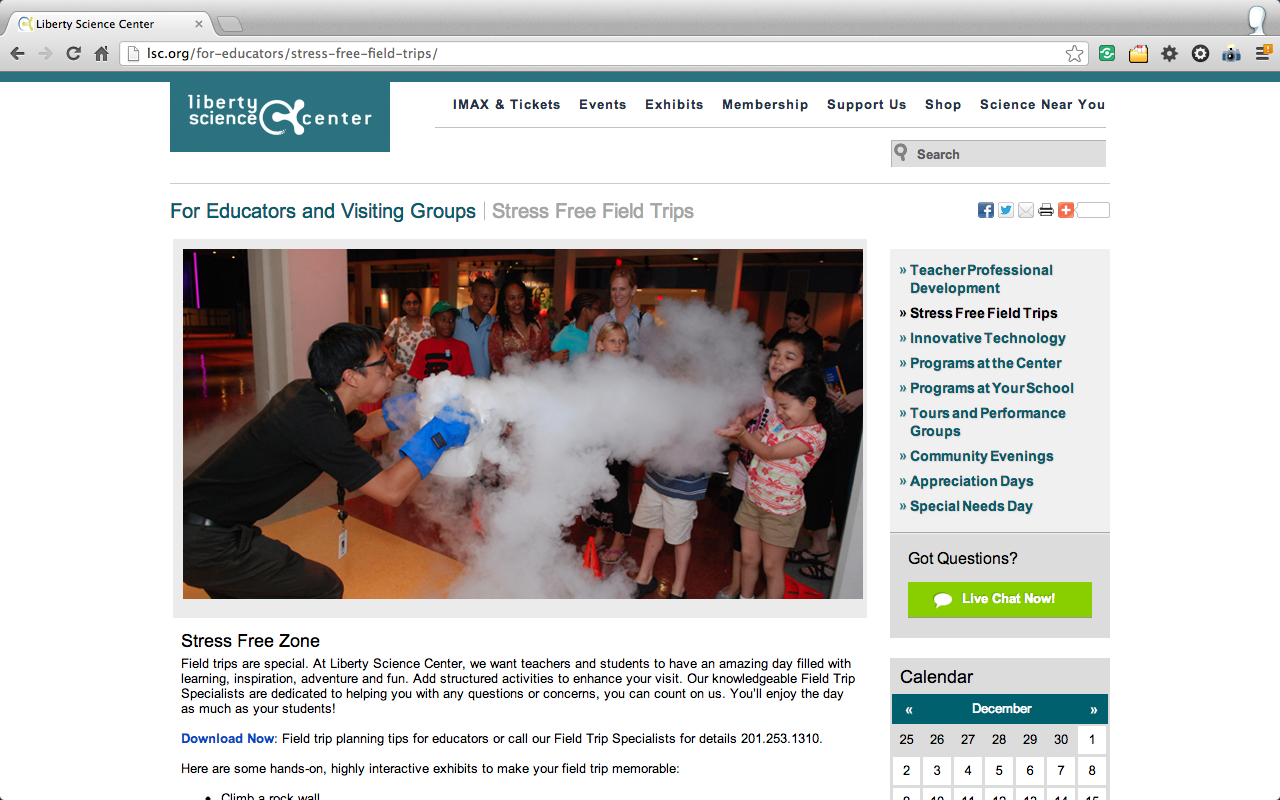 Liberty Science Center
lsc.org/for-educators/stress-free-field-trips/
liberty
science center
IMAX & Tickets Events Exhibits Membership Support Us Shop Science Near You
Search
For Educators and Visiting Groups | Stress Free Field Trips
» Teacher Professional
Development
» Stress Free Field Trips
» Innovative Technology
» Programs at the Center
» Programs at Your School
» Tours and Performance
Groups
» Community Evenings
» Appreciation Days
» Special Needs Day
Got Questions?
Live Chat Now!
Stress Free Zone
Field trips are special. At Liberty Science Center, we want teachers and students to have an amazing day filled with
learning, inspiration, adventure and fun. Add structured activities to enhance your visit. Our knowledgeable Field Trip
Specialists are dedicated to helping you with any questions or concerns, you can count on us. You'll enjoy the day
as much as your students!
Download Now: Field trip planning tips for educators or call our Field Trip Specialists for details 201.253.1310.
Here are some hands-on, highly interactive exhibits to make your field trip memorable:
• Climb a rock wall
Calendar
« December »
25 26 27 28 29 30 1
2 3 4 5 6 7 8
9 10 11 12 13 14 15